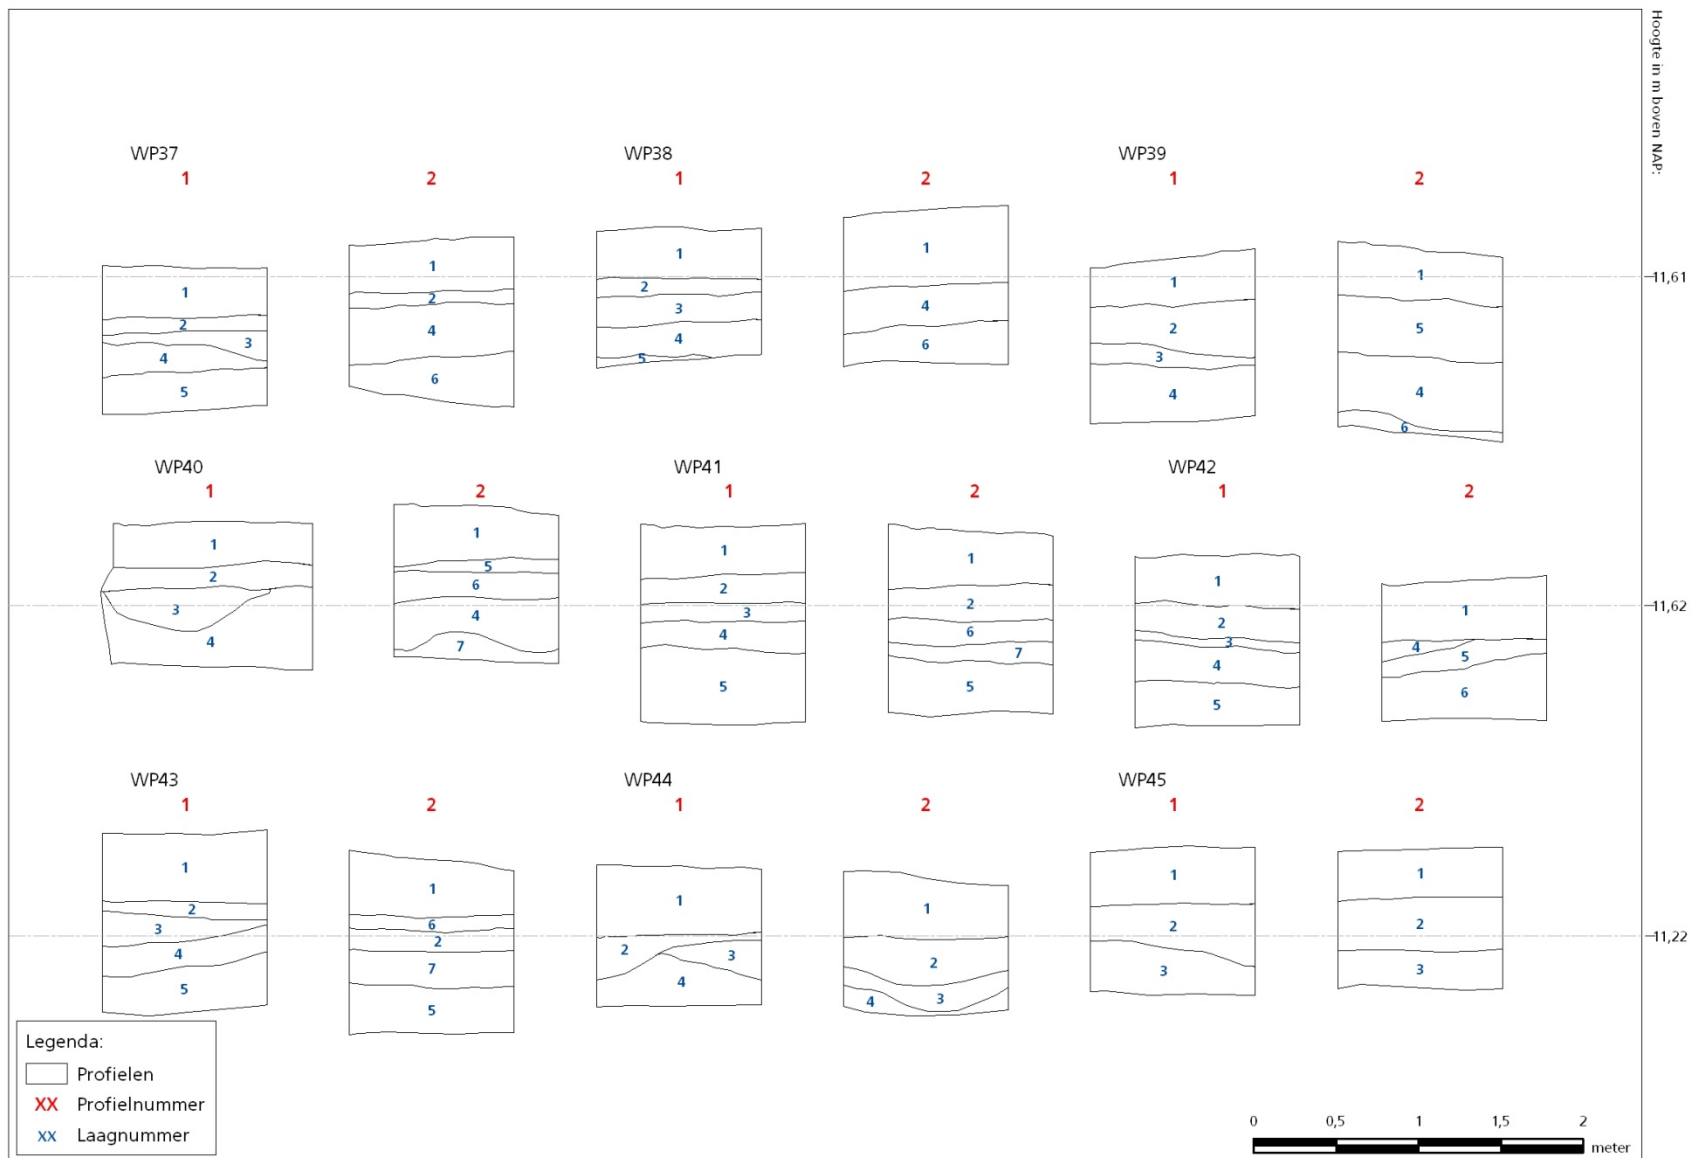 Hoogte in m boven NAP:
WP37 WP38 WP39
1 2 1 2 1 2
11,61
1 2 3 4 5
1 2 4 6
1 2 3 4 5
1 4 6
1 2 3 4
1 5 4 6
WP40 WP41 WP42
1 2 1 2 1 2
11,62
1 2 3 4
1 5 6 4 7
1 2 3 4 5
1 2 6 7 5
1 2 3 4 5
1 4 5 6
WP43 WP44 WP45
1 2 1 2 1 2
11,22
1 2 3 4 5
1 6 2 7 5
1 2 3 4
1 2 3 4
1 2 3
1 2 3
Legenda:
Profielen
XX Profielnummer
xx Laagnummer
0 0,5 1 1,5 2
meter